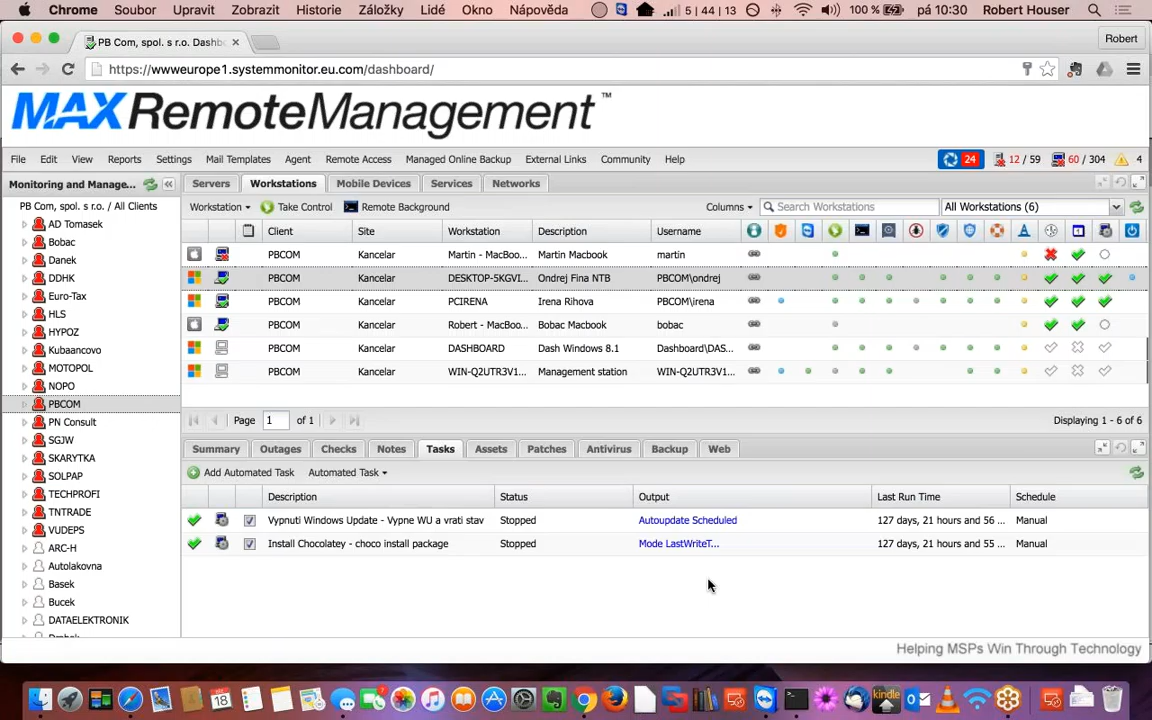 Chrome Soubor Upravit Zobrazit Historie Záložky Lidé Okno Nápověda 5 | 44 | 13 100 % pá 10:30 Robert Houser
PB Com, spol. s r.o. Dashb Robert
https://wwweurope1.systemmonitor.eu.com/dashboard/
MAXRemoteManagement™
File Edit View Reports Settings Mail Templates Agent Remote Access Managed Online Backup External Links Community Help 24 12 / 59 60 / 304 4
Monitoring and Manage... Servers Workstations Mobile Devices Services Networks
PB Com, spol. s r.o. / All Clients
Workstation Take Control Remote Background Columns Search Workstations All Workstations (6)
AD Tomasek
Bobac
Danek
DDHK
Euro-Tax
HLS
HYPOZ
Kubaancovo
MOTOPOL
NOPO
PBCOM
PN Consult
SGJW
SKARYTKA
SOLPAP
TECHPROFI
TNTRADE
VUDEPS
ARC-H
Autolakovna
Basek
Bucek
DATAELEKTRONIK
Client Site Workstation Description Username
PBCOM Kancelar Martin - MacBo... Martin Macbook martin
PBCOM Kancelar DESKTOP-5KGVI... Ondrej Fina NTB PBCOM\ondrej
PBCOM Kancelar PCIRENA Irena Rihova PBCOM\irena
PBCOM Kancelar Robert - MacBoo... Bobac Macbook bobac
PBCOM Kancelar DASHBOARD Dash Windows 8.1 Dashboard\DAS...
PBCOM Kancelar WIN-Q2UTR3V1... Management station WIN-Q2UTR3V1...
Page 1 of 1 Displaying 1 - 6 of 6
Summary Outages Checks Notes Tasks Assets Patches Antivirus Backup Web
Add Automated Task Automated Task
Description Status Output Last Run Time Schedule
Vypnuti Windows Update - Vypne WU a vrati stav Stopped Autoupdate Scheduled 127 days, 21 hours and 56 ... Manual
Install Chocolatey - choco install package Stopped Mode LastWriteT... 127 days, 21 hours and 55 ... Manual
Helping MSPs Win Through Technology
18
kindle